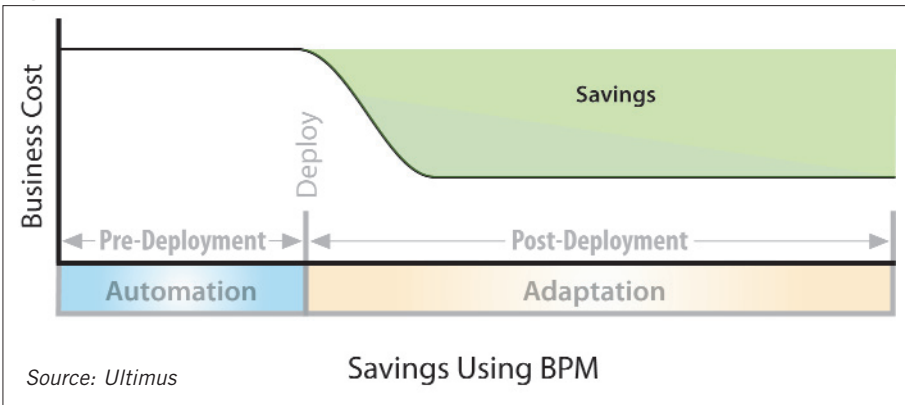 Business Cost
Savings
Deploy
Pre-Deployment
Post-Deployment
Automation
Adaptation
Savings Using BPM
Source: Ultimus